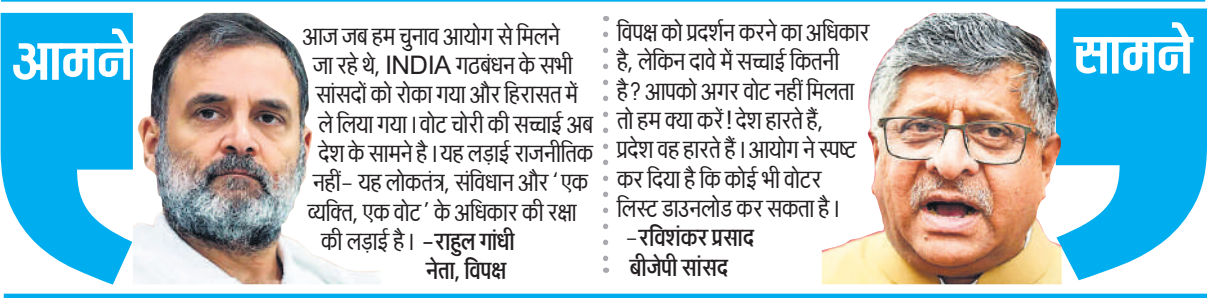 आमने
आज जब हम चुनाव आयोग से मिलने
जा रहे थे, INDIA गठबंधन के सभी
सांसदों को रोका गया और हिरासत में
ले लिया गया। वोट चोरी की सच्चाई अब
देश के सामने है। यह लड़ाई राजनीतिक
नहीं– यह लोकतंत्र, संविधान और ‘ एक
व्यक्ति, एक वोट ’ के अधिकार की रक्षा
की लड़ाई है। –राहुल गांधी
नेता, विपक्ष
विपक्ष को प्रदर्शन करने का अधिकार
है, लेकिन दावे में सच्चाई कितनी
है? आपको अगर वोट नहीं मिलता
तो हम क्या करें! देश हारते हैं,
प्रदेश वह हारते हैं। आयोग ने स्पष्ट
कर दिया है कि कोई भी वोटर
लिस्ट डाउनलोड कर सकता है।
–रविशंकर प्रसाद
बीजेपी सांसद
सामने